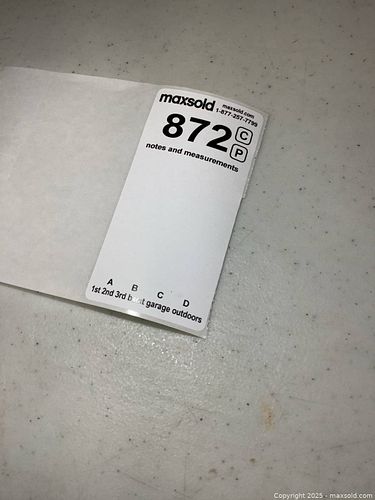 maxsold maxsold.com
1-877-257-7799
872 C
P
notes and measurements
A B C D
1st 2nd 3rd garage outdoors
Copyright 2025 - maxsold.com